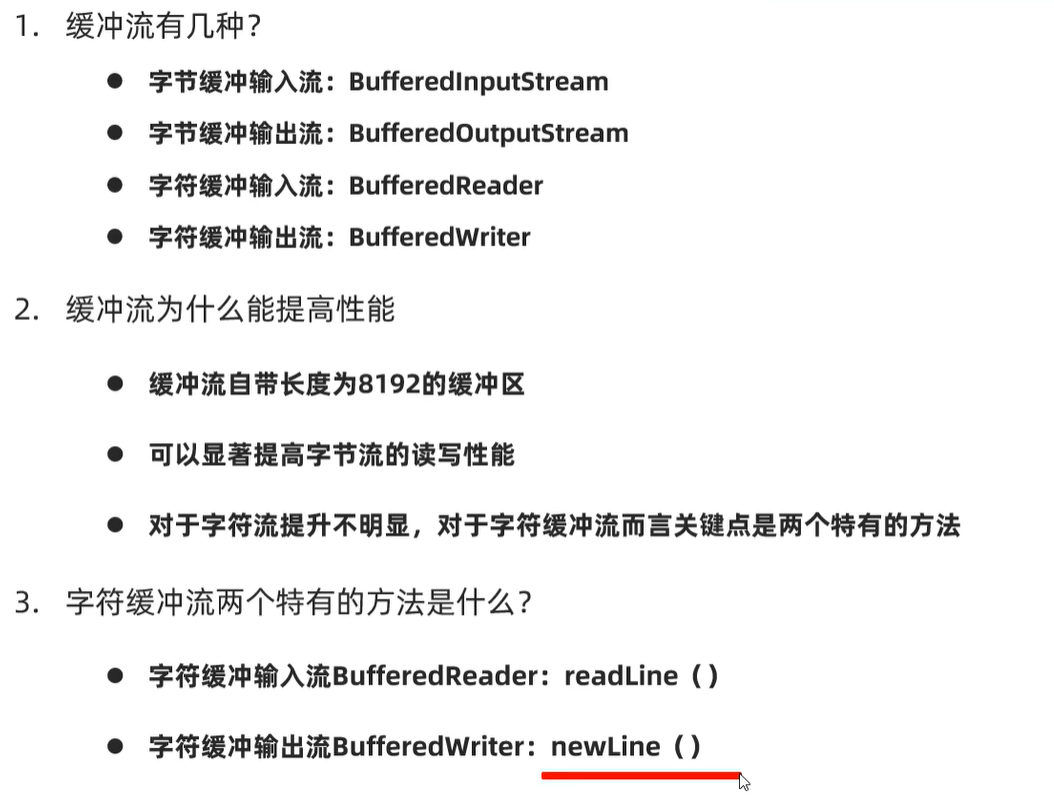 1. 缓冲流有几种？
● 字节缓冲输入流：BufferedInputStream
● 字节缓冲输出流：BufferedOutputStream
● 字符缓冲输入流：BufferedReader
● 字符缓冲输出流：BufferedWriter
2. 缓冲流为什么能提高性能
● 缓冲流自带长度为8192的缓冲区
● 可以显著提高字节流的读写性能
● 对于字符流提升不明显，对于字符缓冲流而言关键点是两个特有的方法
3. 字符缓冲流两个特有的方法是什么？
● 字符缓冲输入流BufferedReader：readLine（）
● 字符缓冲输出流BufferedWriter：newLine（）